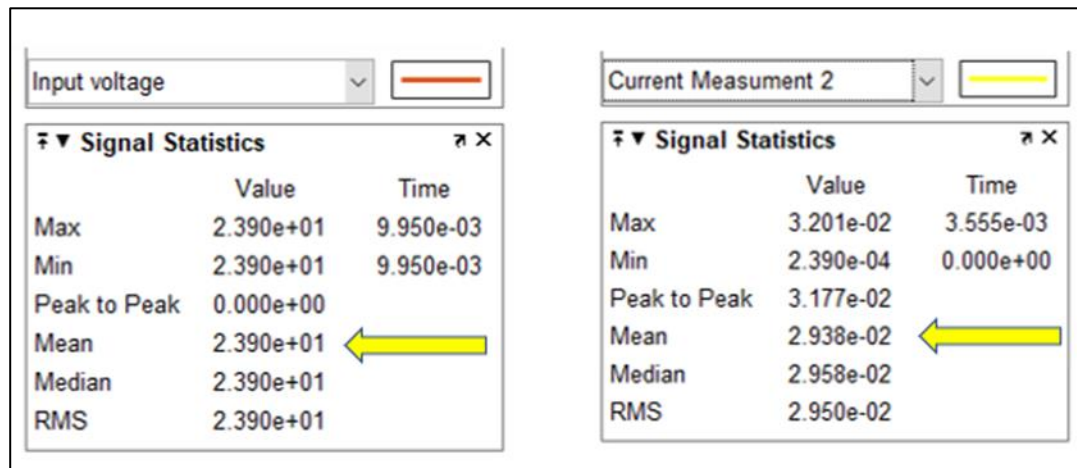 Input voltage
Signal Statistics
Value Time
Max 2.390e+01 9.950e-03
Min 2.390e+01 9.950e-03
Peak to Peak 0.000e+00
Mean 2.390e+01
Median 2.390e+01
RMS 2.390e+01
Current Measument 2
Signal Statistics
Value Time
Max 3.201e-02 3.555e-03
Min 2.390e-04 0.000e+00
Peak to Peak 3.177e-02
Mean 2.938e-02
Median 2.958e-02
RMS 2.950e-02